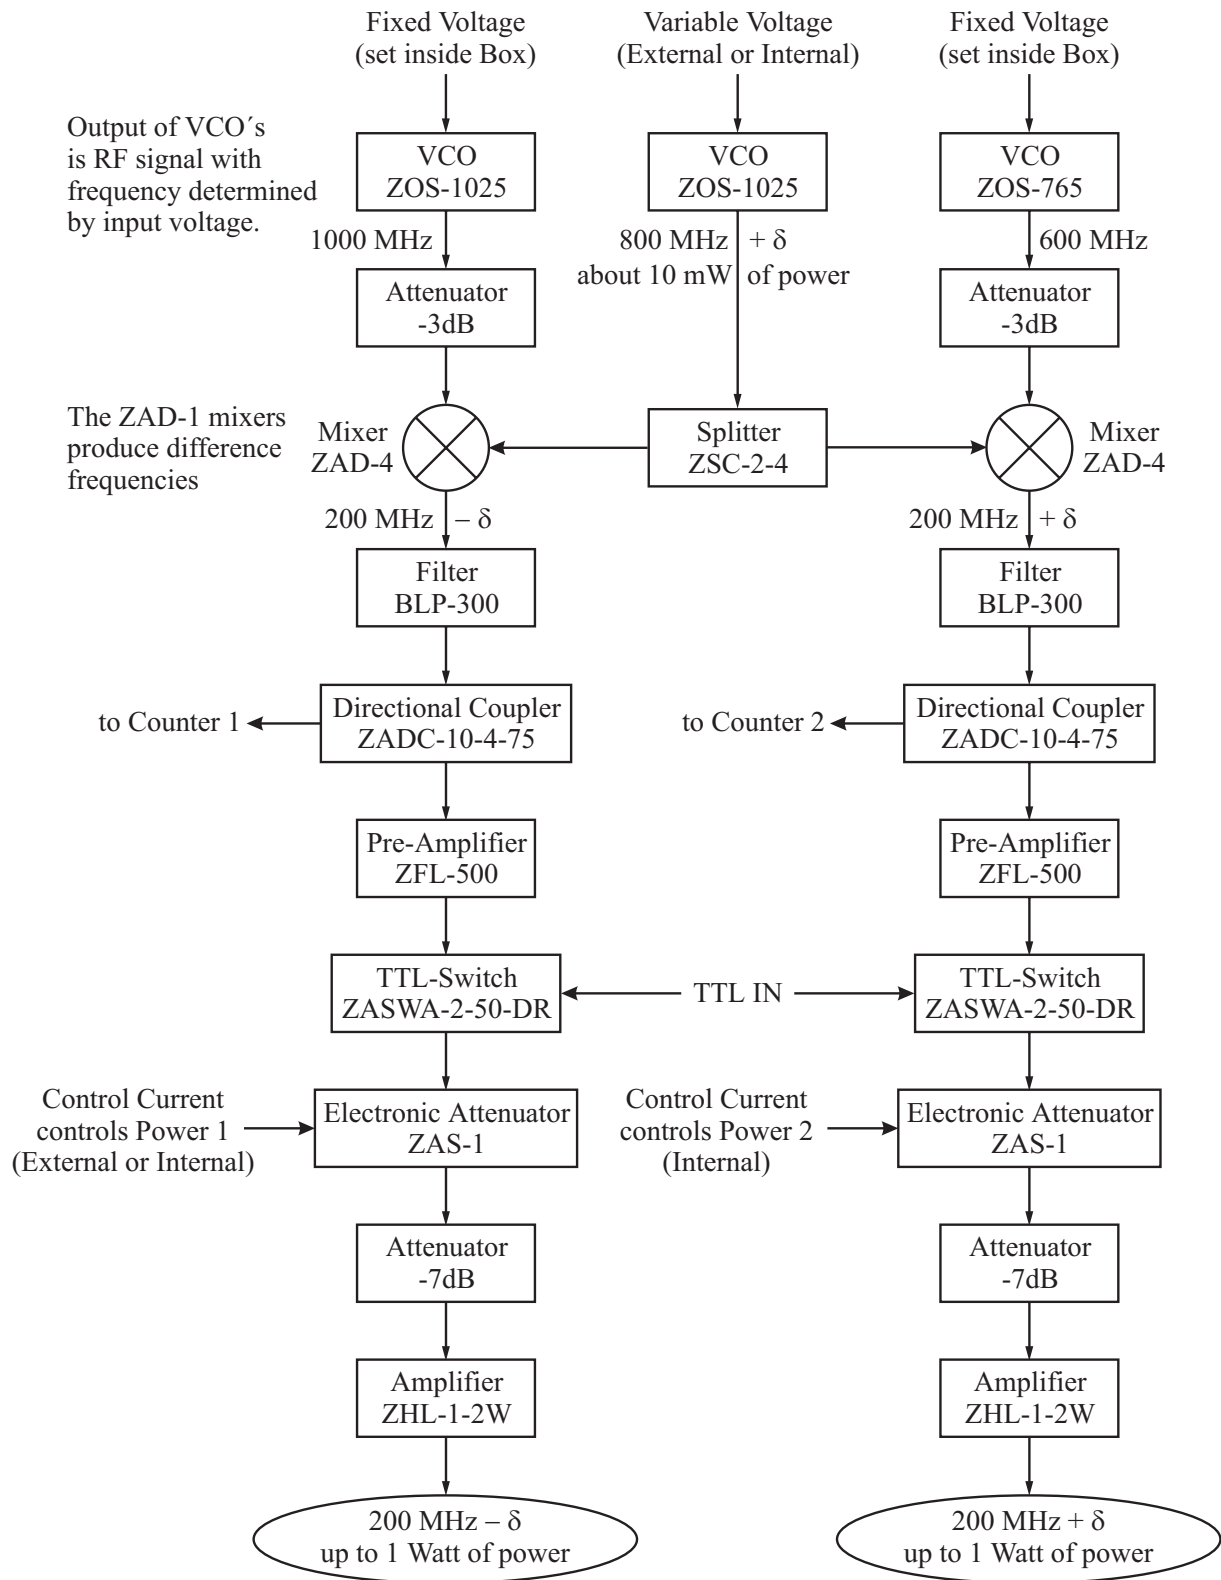 Fixed Voltage
(set inside Box)
Variable Voltage
(External or Internal)
Fixed Voltage
(set inside Box)
Output of VCO´s
is RF signal with
frequency determined
by input voltage.
VCO
ZOS-1025
VCO
ZOS-1025
VCO
ZOS-765
1000 MHz
800 MHz + δ
about 10 mW of power
600 MHz
Attenuator
-3dB
Attenuator
-3dB
The ZAD-1 mixers
produce difference
frequencies
Mixer
ZAD-4
Splitter
ZSC-2-4
Mixer
ZAD-4
200 MHz – δ
200 MHz + δ
Filter
BLP-300
Filter
BLP-300
to Counter 1
Directional Coupler
ZADC-10-4-75
to Counter 2
Directional Coupler
ZADC-10-4-75
Pre-Amplifier
ZFL-500
Pre-Amplifier
ZFL-500
TTL-Switch
ZASWA-2-50-DR
TTL IN
TTL-Switch
ZASWA-2-50-DR
Control Current
controls Power 1
(External or Internal)
Electronic Attenuator
ZAS-1
Control Current
controls Power 2
(Internal)
Electronic Attenuator
ZAS-1
Attenuator
-7dB
Attenuator
-7dB
Amplifier
ZHL-1-2W
Amplifier
ZHL-1-2W
200 MHz – δ
up to 1 Watt of power
200 MHz + δ
up to 1 Watt of power